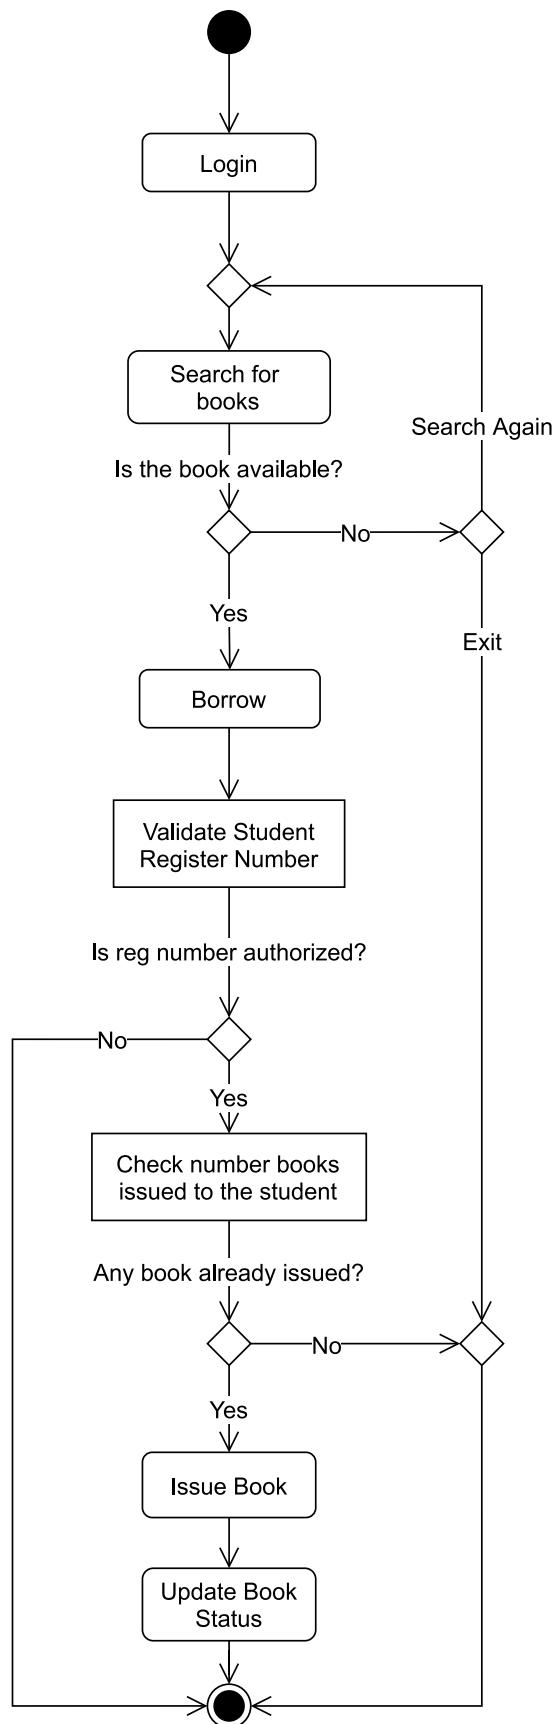 Login
Search for
books
Search Again
Is the book available?
No
Yes
Exit
Borrow
Validate Student
Register Number
Is reg number authorized?
No
Yes
Check number books
issued to the student
Any book already issued?
No
Yes
Issue Book
Update Book
Status